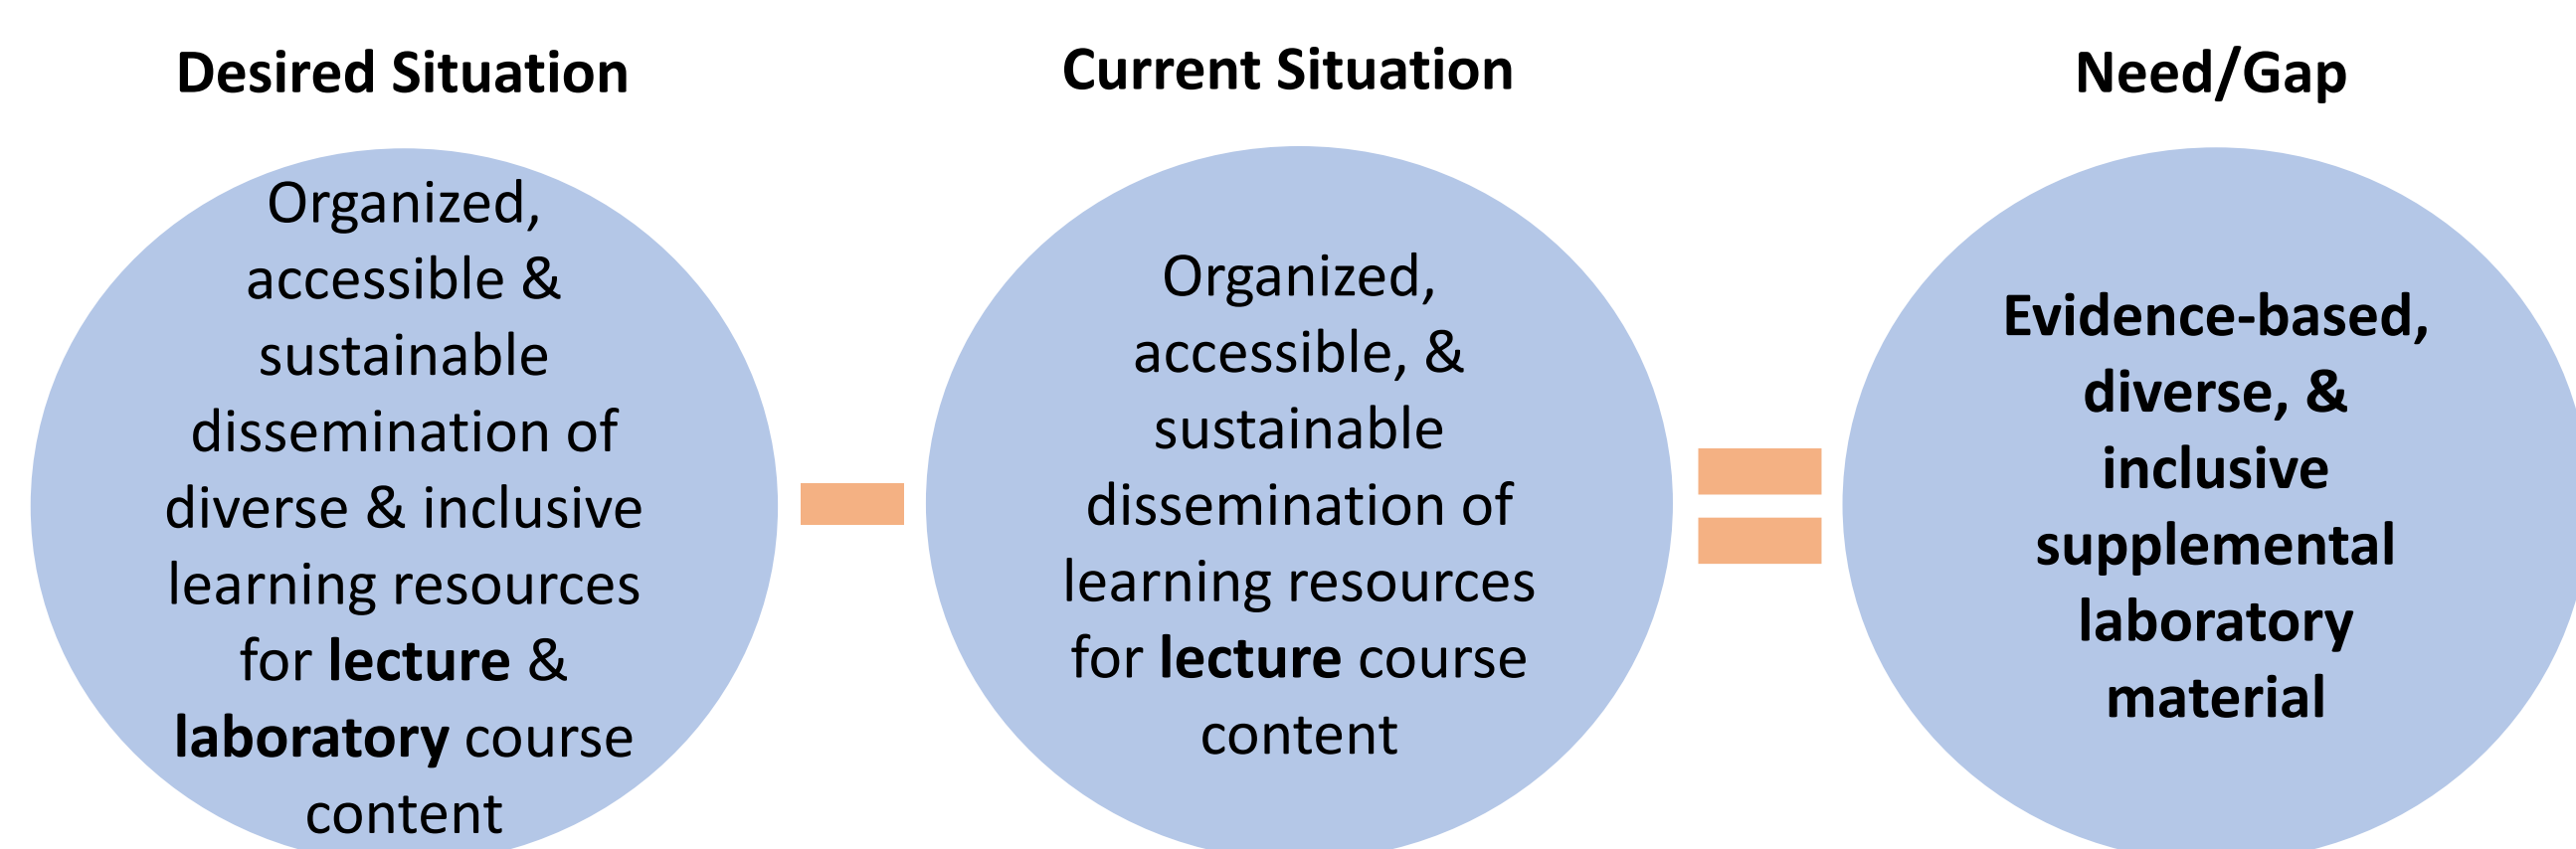 Desired Situation
Organized,
accessible &
sustainable
dissemination of
diverse & inclusive
learning resources
for lecture &
laboratory course
content
Current Situation
Organized,
accessible, &
sustainable
dissemination of
learning resources
for lecture course
content
Need/Gap
Evidence-based,
diverse, &
inclusive
supplemental
laboratory
material